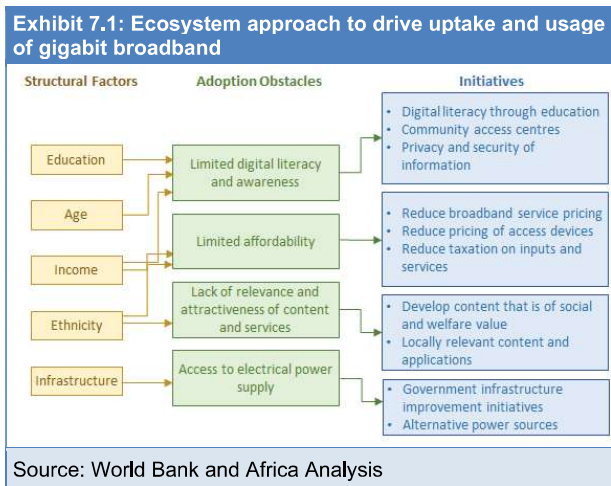 Exhibit 7.1: Ecosystem approach to drive uptake and usage
of gigabit broadband
Structural Factors
Adoption Obstacles
Initiatives
Education
Age
Income
Ethnicity
Infrastructure
Limited digital literacy
and awareness
Limited affordability
Lack of relevance and
attractiveness of content
and services
Access to electrical power
supply
• Digital literacy through education
• Community access centres
• Privacy and security of
information
• Reduce broadband service pricing
• Reduce pricing of access devices
• Reduce taxation on inputs and
services
• Develop content that is of social
and welfare value
• Locally relevant content and
applications
• Government infrastructure
improvement initiatives
• Alternative power sources
Source: World Bank and Africa Analysis